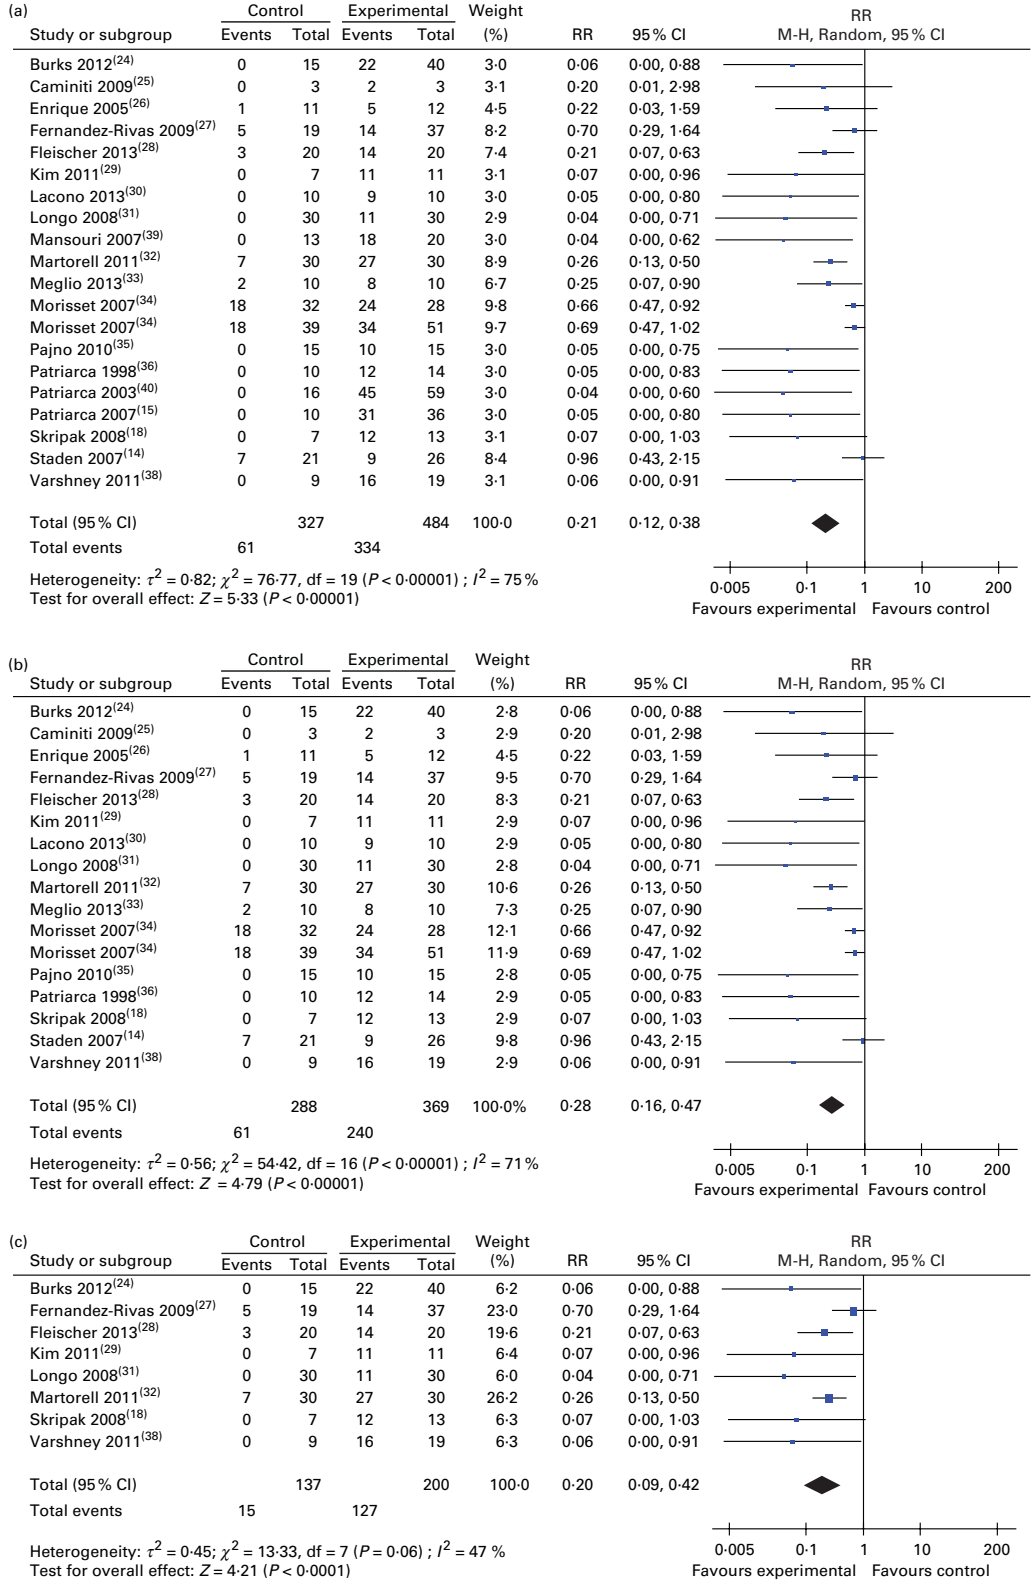 (a)
Control Experimental Weight RR
Study or subgroup Events Total Events Total (%) RR 95 % CI M-H, Random, 95 % CI
Burks 2012(24) 0 15 22 40 3·0 0·06 0·00, 0·88
Caminiti 2009(25) 0 3 2 3 3·1 0·20 0·01, 2·98
Enrique 2005(26) 1 11 5 12 4·5 0·22 0·03, 1·59
Fernandez-Rivas 2009(27) 5 19 14 37 8·2 0·70 0·29, 1·64
Fleischer 2013(28) 3 20 14 20 7·4 0·21 0·07, 0·63
Kim 2011(29) 0 7 11 11 3·1 0·07 0·00, 0·96
Lacono 2013(30) 0 10 9 10 3·0 0·05 0·00, 0·80
Longo 2008(31) 0 30 11 30 2·9 0·04 0·00, 0·71
Mansouri 2007(39) 0 13 18 20 3·0 0·04 0·00, 0·62
Martorell 2011(32) 7 30 27 30 8·9 0·26 0·13, 0·50
Meglio 2013(33) 2 10 8 10 6·7 0·25 0·07, 0·90
Morisset 2007(34) 18 32 24 28 9·8 0·66 0·47, 0·92
Morisset 2007(34) 18 39 34 51 9·7 0·69 0·47, 1·02
Pajno 2010(35) 0 15 10 15 3·0 0·05 0·00, 0·75
Patriarca 1998(36) 0 10 12 14 3·0 0·05 0·00, 0·83
Patriarca 2003(40) 0 16 45 59 3·0 0·04 0·00, 0·60
Patriarca 2007(15) 0 10 31 36 3·0 0·05 0·00, 0·80
Skripak 2008(18) 0 7 12 13 3·1 0·07 0·00, 1·03
Staden 2007(14) 7 21 9 26 8·4 0·96 0·43, 2·15
Varshney 2011(38) 0 9 16 19 3·1 0·06 0·00, 0·91
Total (95 % CI) 327 484 100·0 0·21 0·12, 0·38
Total events 61 334
Heterogeneity: τ2 = 0·82; χ2 = 76·77, df = 19 (P < 0·00001) ; I2 = 75 %
Test for overall effect: Z = 5·33 (P < 0·00001)
0·005 0·1 1 10 200
Favours experimental Favours control
(b)
Control Experimental Weight RR
Study or subgroup Events Total Events Total (%) RR 95 % CI M-H, Random, 95 % CI
Burks 2012(24) 0 15 22 40 2·8 0·06 0·00, 0·88
Caminiti 2009(25) 0 3 2 3 2·9 0·20 0·01, 2·98
Enrique 2005(26) 1 11 5 12 4·5 0·22 0·03, 1·59
Fernandez-Rivas 2009(27) 5 19 14 37 9·5 0·70 0·29, 1·64
Fleischer 2013(28) 3 20 14 20 8·3 0·21 0·07, 0·63
Kim 2011(29) 0 7 11 11 2·9 0·07 0·00, 0·96
Lacono 2013(30) 0 10 9 10 2·9 0·05 0·00, 0·80
Longo 2008(31) 0 30 11 30 2·8 0·04 0·00, 0·71
Martorell 2011(32) 7 30 27 30 10·6 0·26 0·13, 0·50
Meglio 2013(33) 2 10 8 10 7·3 0·25 0·07, 0·90
Morisset 2007(34) 18 32 24 28 12·1 0·66 0·47, 0·92
Morisset 2007(34) 18 39 34 51 11·9 0·69 0·47, 1·02
Pajno 2010(35) 0 15 10 15 2·8 0·05 0·00, 0·75
Patriarca 1998(36) 0 10 12 14 2·9 0·05 0·00, 0·83
Skripak 2008(18) 0 7 12 13 2·9 0·07 0·00, 1·03
Staden 2007(14) 7 21 9 26 9·8 0·96 0·43, 2·15
Varshney 2011(38) 0 9 16 19 2·9 0·06 0·00, 0·91
Total (95 % CI) 288 369 100·0% 0·28 0·16, 0·47
Total events 61 240
Heterogeneity: τ2 = 0·56; χ2 = 54·42, df = 16 (P < 0·00001) ; I2 = 71 %
Test for overall effect: Z = 4·79 (P < 0·00001)
0·005 0·1 1 10 200
Favours experimental Favours control
(c)
Control Experimental Weight RR
Study or subgroup Events Total Events Total (%) RR 95 % CI M-H, Random, 95 % CI
Burks 2012(24) 0 15 22 40 6·2 0·06 0·00, 0·88
Fernandez-Rivas 2009(27) 5 19 14 37 23·0 0·70 0·29, 1·64
Fleischer 2013(28) 3 20 14 20 19·6 0·21 0·07, 0·63
Kim 2011(29) 0 7 11 11 6·4 0·07 0·00, 0·96
Longo 2008(31) 0 30 11 30 6·0 0·04 0·00, 0·71
Martorell 2011(32) 7 30 27 30 26·2 0·26 0·13, 0·50
Skripak 2008(18) 0 7 12 13 6·3 0·07 0·00, 1·03
Varshney 2011(38) 0 9 16 19 6·3 0·06 0·00, 0·91
Total (95 % CI) 137 200 100·0 0·20 0·09, 0·42
Total events 15 127
Heterogeneity: τ2 = 0·45; χ2 = 13·33, df = 7 (P = 0·06) ; I2 = 47 %
Test for overall effect: Z = 4·21 (P < 0·0001)
0·005 0·1 1 10 200
Favours experimental Favours control